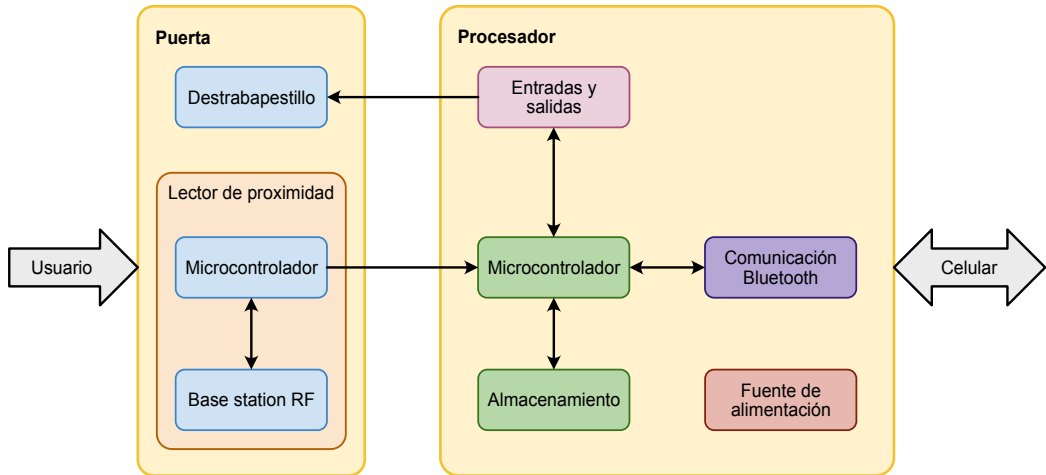 Puerta
Procesador
Destrabapestillo
Entradas y
salidas
Lector de proximidad
Usuario
Microcontrolador
Microcontrolador
Comunicación
Bluetooth
Celular
Base station RF
Almacenamiento
Fuente de
alimentación